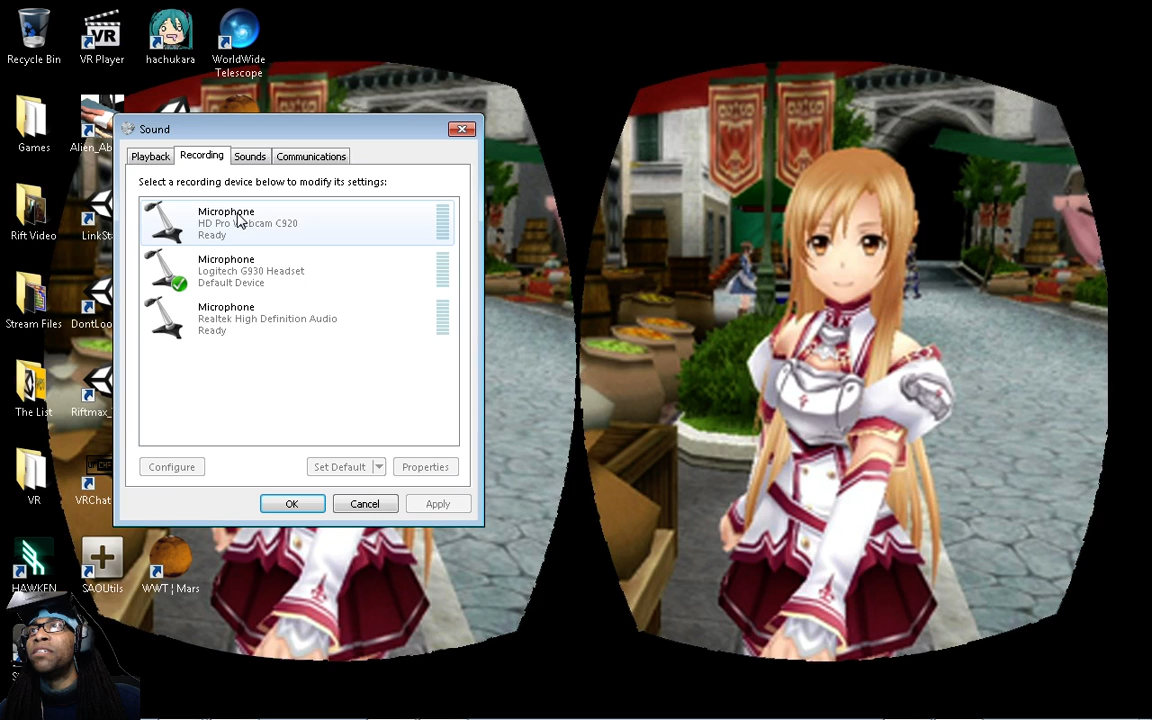 Recycle Bin
VR Player
hachukara
WorldWide
Telescope
Games
Alien_Ab
Rift Video
LinkSt
Stream Files
DontLoo
The List
Riftmax_
VR
VRChat
HAWKEN
SAOUtils
WWT ¦ Mars
VR
Sound
Playback
Recording
Sounds
Communications
Select a recording device below to modify its settings:
Microphone
HD Pro Webcam C920
Ready
Microphone
Logitech G930 Headset
Default Device
Microphone
Realtek High Definition Audio
Ready
Configure
Set Default
Properties
OK
Cancel
Apply